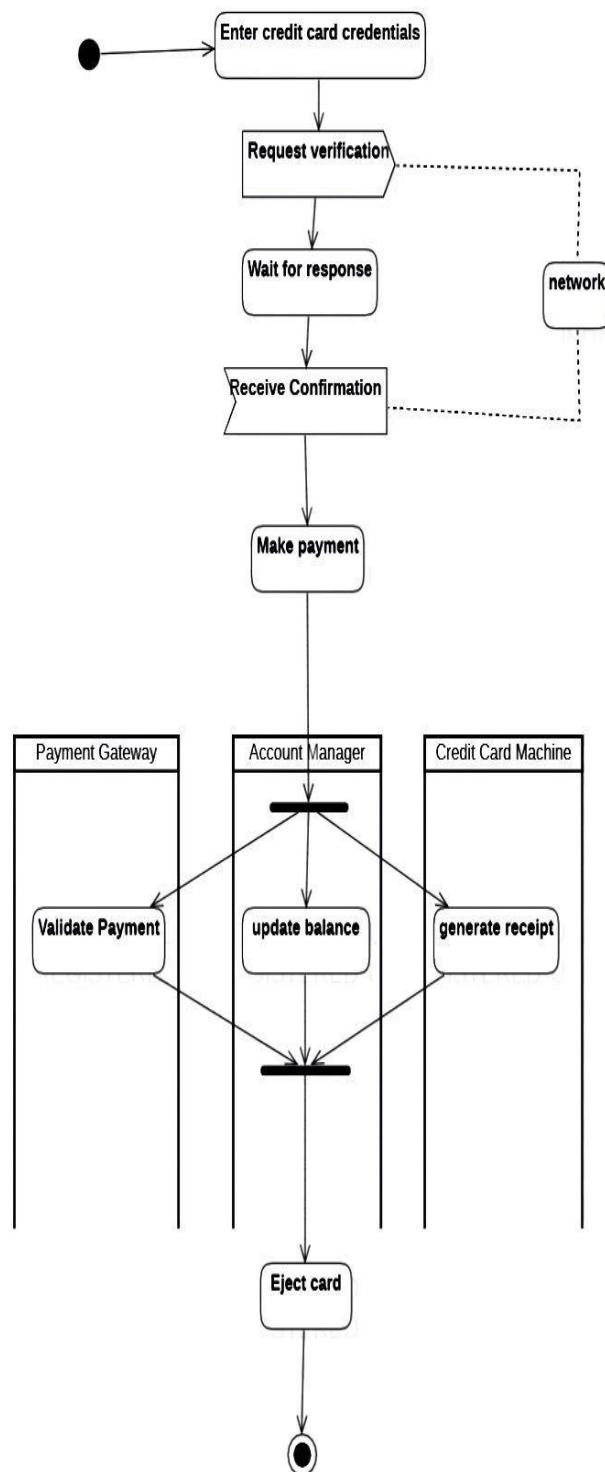 Enter credit card credentials
Request verification
Wait for response
network
Receive Confirmation
Make payment
Payment Gateway
Account Manager
Credit Card Machine
Validate Payment
update balance
generate receipt
Eject card